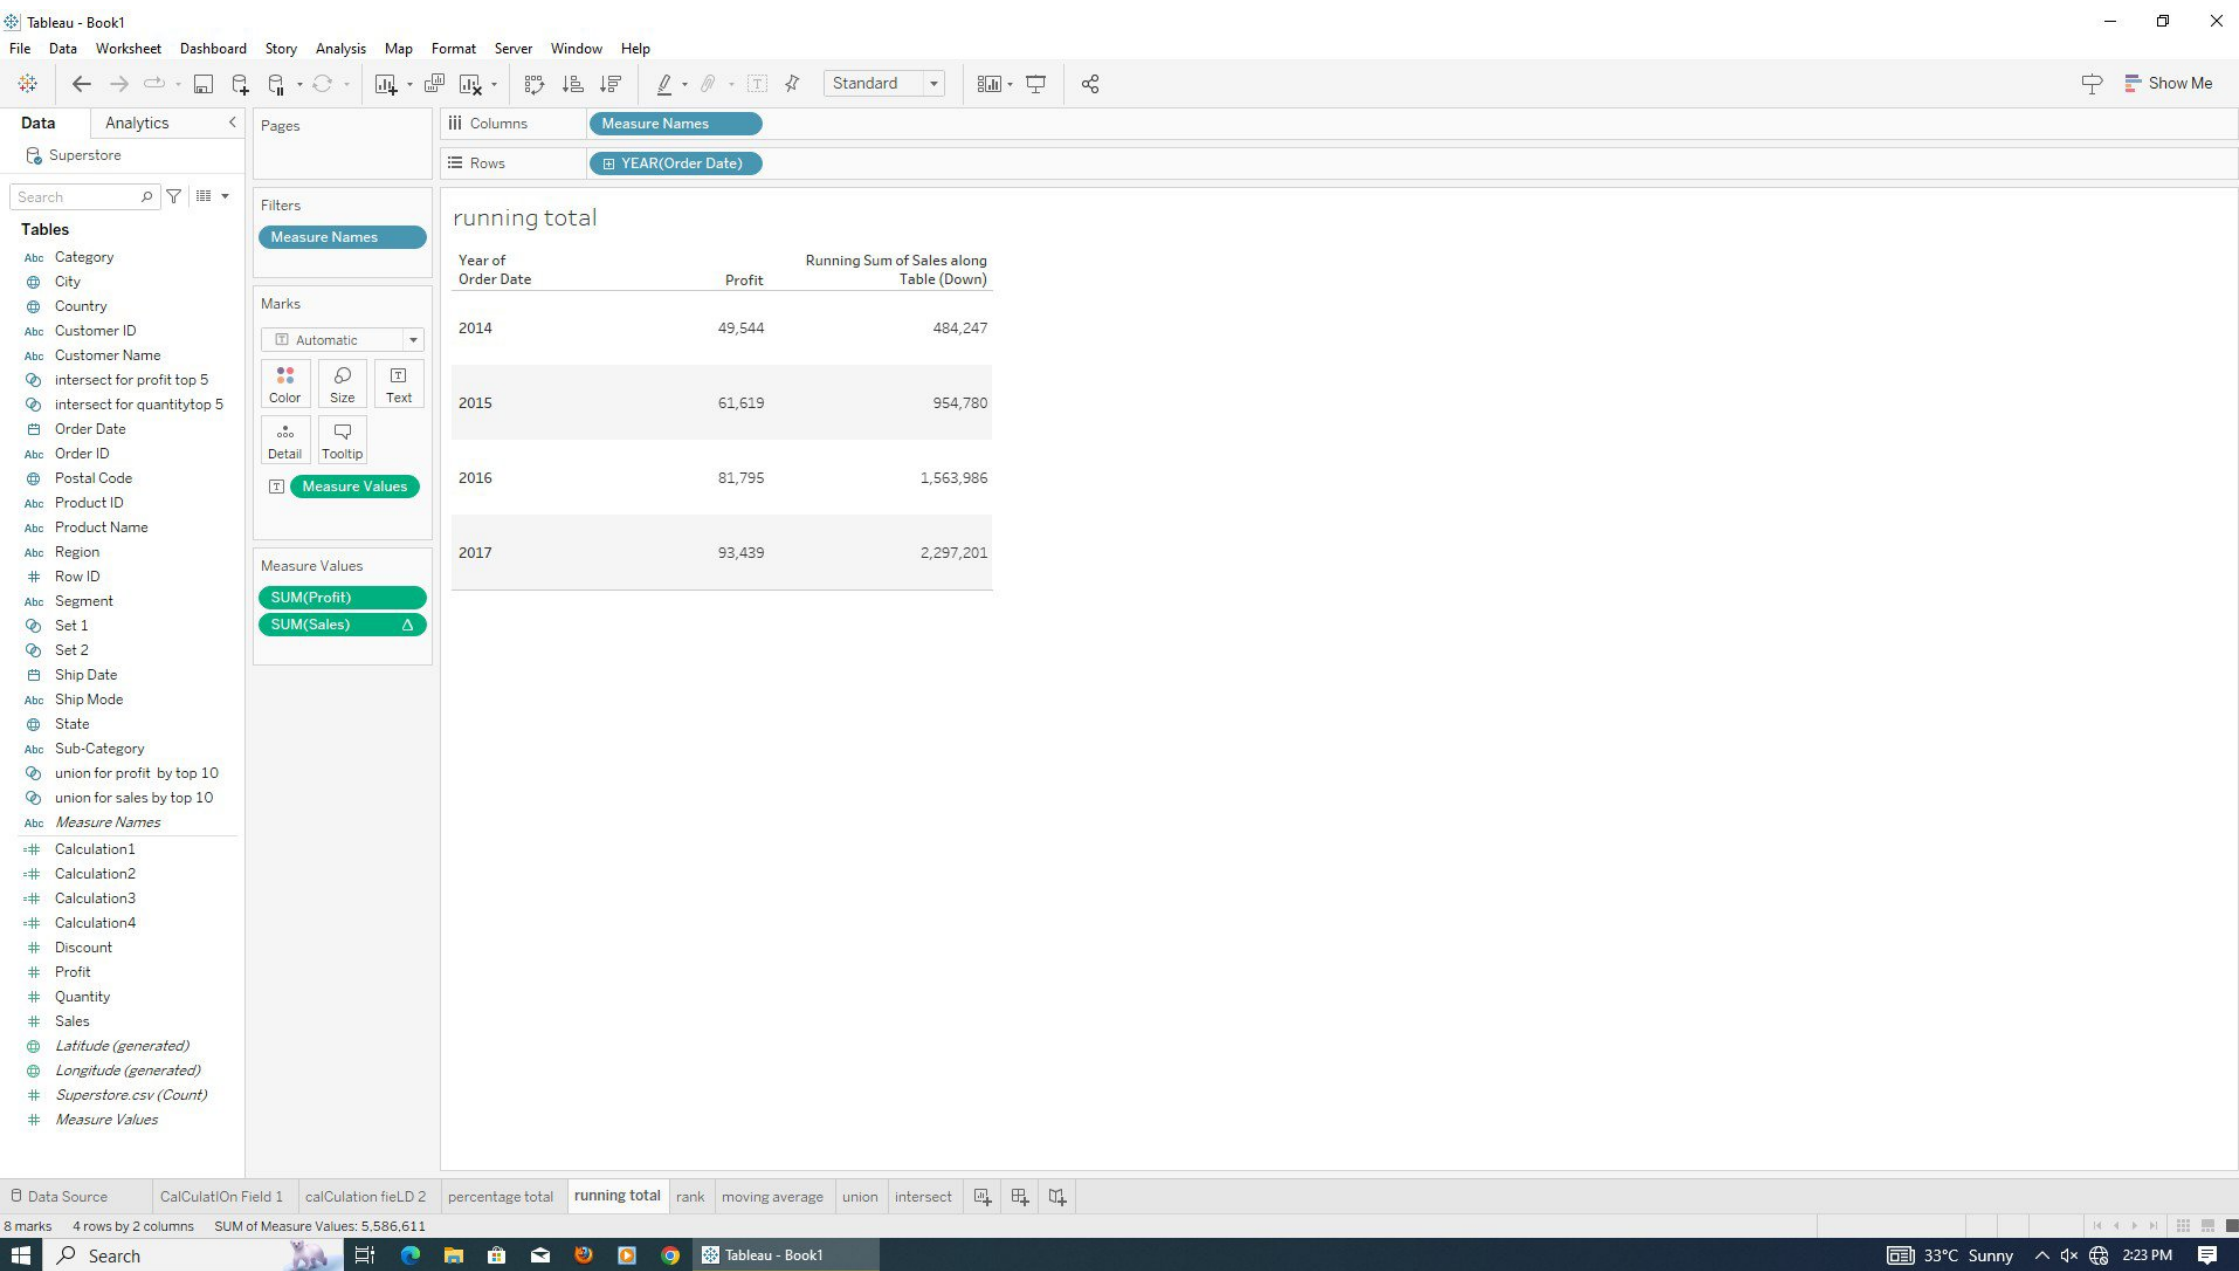 Tableau - Book1
File Data Worksheet Dashboard Story Analysis Map Format Server Window Help
Standard
Show Me
Data Analytics
Superstore
Search
Tables
Abc Category
City
Country
Abc Customer ID
Abc Customer Name
intersect for profit top 5
intersect for quantitytop 5
Order Date
Abc Order ID
Postal Code
Abc Product ID
Abc Product Name
Abc Region
# Row ID
Abc Segment
Set 1
Set 2
Ship Date
Abc Ship Mode
State
Abc Sub-Category
union for profit by top 10
union for sales by top 10
Abc Measure Names
=# Calculation1
=# Calculation2
=# Calculation3
=# Calculation4
# Discount
# Profit
# Quantity
# Sales
Latitude (generated)
Longitude (generated)
# Superstore.csv (Count)
# Measure Values
Pages
Filters
Measure Names
Marks
T Automatic
Color Size T Text
Detail Tooltip
T Measure Values
Measure Values
SUM(Profit)
SUM(Sales) Δ
Columns Measure Names
Rows YEAR(Order Date)
running total
Year of Order Date Profit Running Sum of Sales along Table (Down)
2014 49,544 484,247
2015 61,619 954,780
2016 81,795 1,563,986
2017 93,439 2,297,201
Data Source CalCulatIOn Field 1 calCulation fieLD 2 percentage total running total rank moving average union intersect
8 marks 4 rows by 2 columns SUM of Measure Values: 5,586,611
Search Tableau - Book1 33°C Sunny 2:23 PM